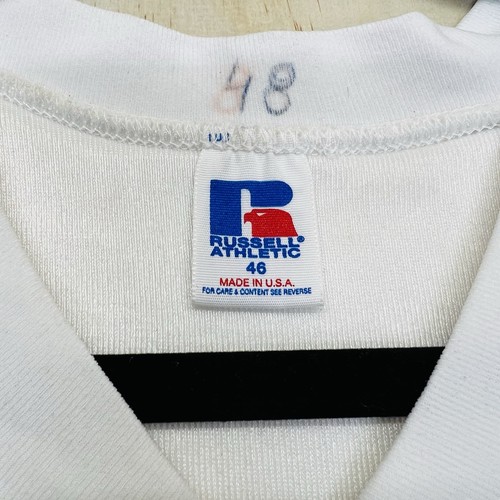 48
RUSSELL®
ATHLETIC
46
MADE IN U.S.A.
FOR CARE & CONTENT SEE REVERSE